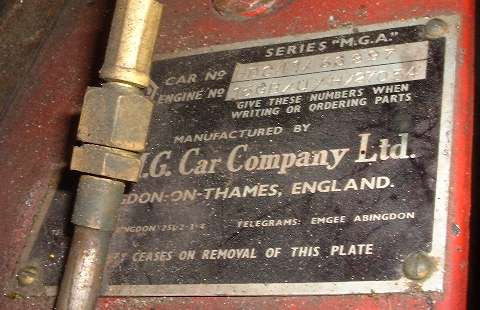 SERIES "M.G.A."
CAR No
ENGINE No
GIVE THESE NUMBERS WHEN
WRITING OR ORDERING PARTS
MANUFACTURED BY
M.G. Car Company Ltd.
GDON-ON-THAMES, ENGLAND.
TELEGRAMS: EMGEE ABINGDON
CEASES ON REMOVAL OF THIS PLATE